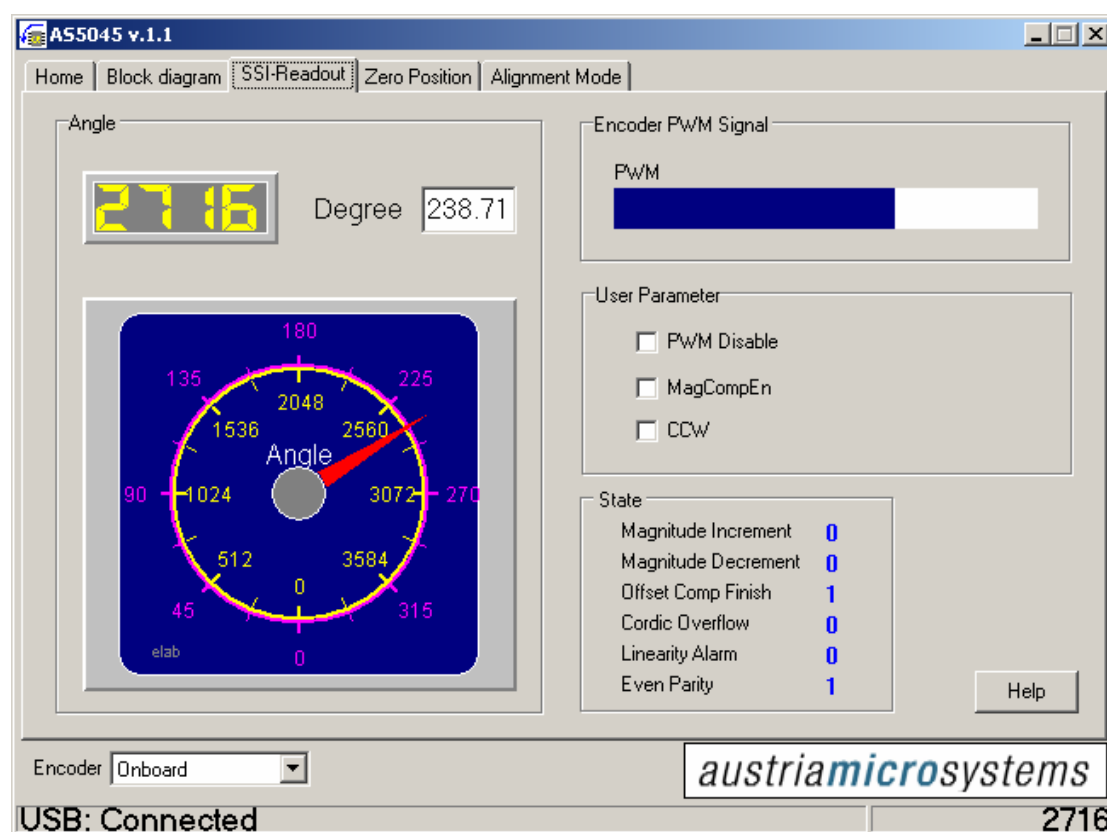 AS5045 v.1.1
Home Block diagram SSI-Readout Zero Position Alignment Mode
Angle
2716 Degree 238.71
180
135 225
2048
1536 2560
Angle
90 1024 3072 270
512 3584
0
45 315
elab 0
Encoder PWM Signal
PWM
User Parameter
PWM Disable
MagCompEn
CCW
State
Magnitude Increment 0
Magnitude Decrement 0
Offset Comp Finish 1
Cordic Overflow 0
Linearity Alarm 0
Even Parity 1
Help
Encoder Onboard
austriamicrosystems
USB: Connected 2716